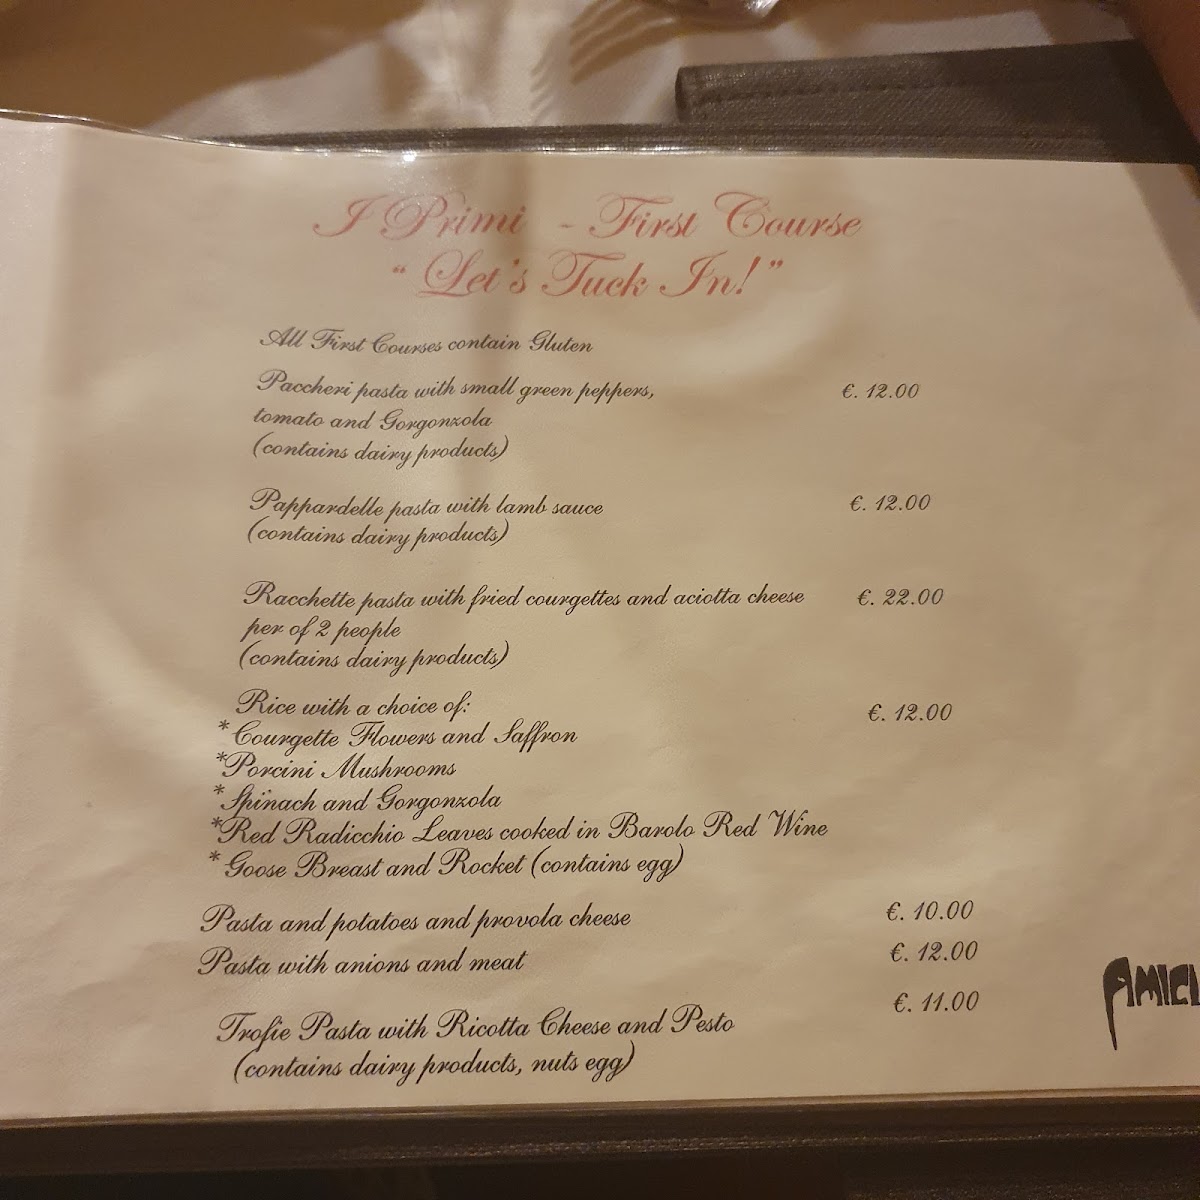 I Primi - First Course
“ Let's Tuck In!”
All First Courses contain Gluten
Paccheri pasta with small green peppers, €. 12.00
tomato and Gorgonzola
(contains dairy products)
Pappardelle pasta with lamb sauce €. 12.00
(contains dairy products)
Racchette pasta with fried courgettes and aciotta cheese €. 22.00
per of 2 people
(contains dairy products)
Rice with a choice of: €. 12.00
*Courgette Flowers and Saffron
*Porcini Mushrooms
*Spinach and Gorgonzola
*Red Radicchio Leaves cooked in Barolo Red Wine
*Goose Breast and Rocket (contains egg)
Pasta and potatoes and provola cheese €. 10.00
Pasta with anions and meat €. 12.00
Trofie Pasta with Ricotta Cheese and Pesto €. 11.00
(contains dairy products, nuts egg)
AMICI